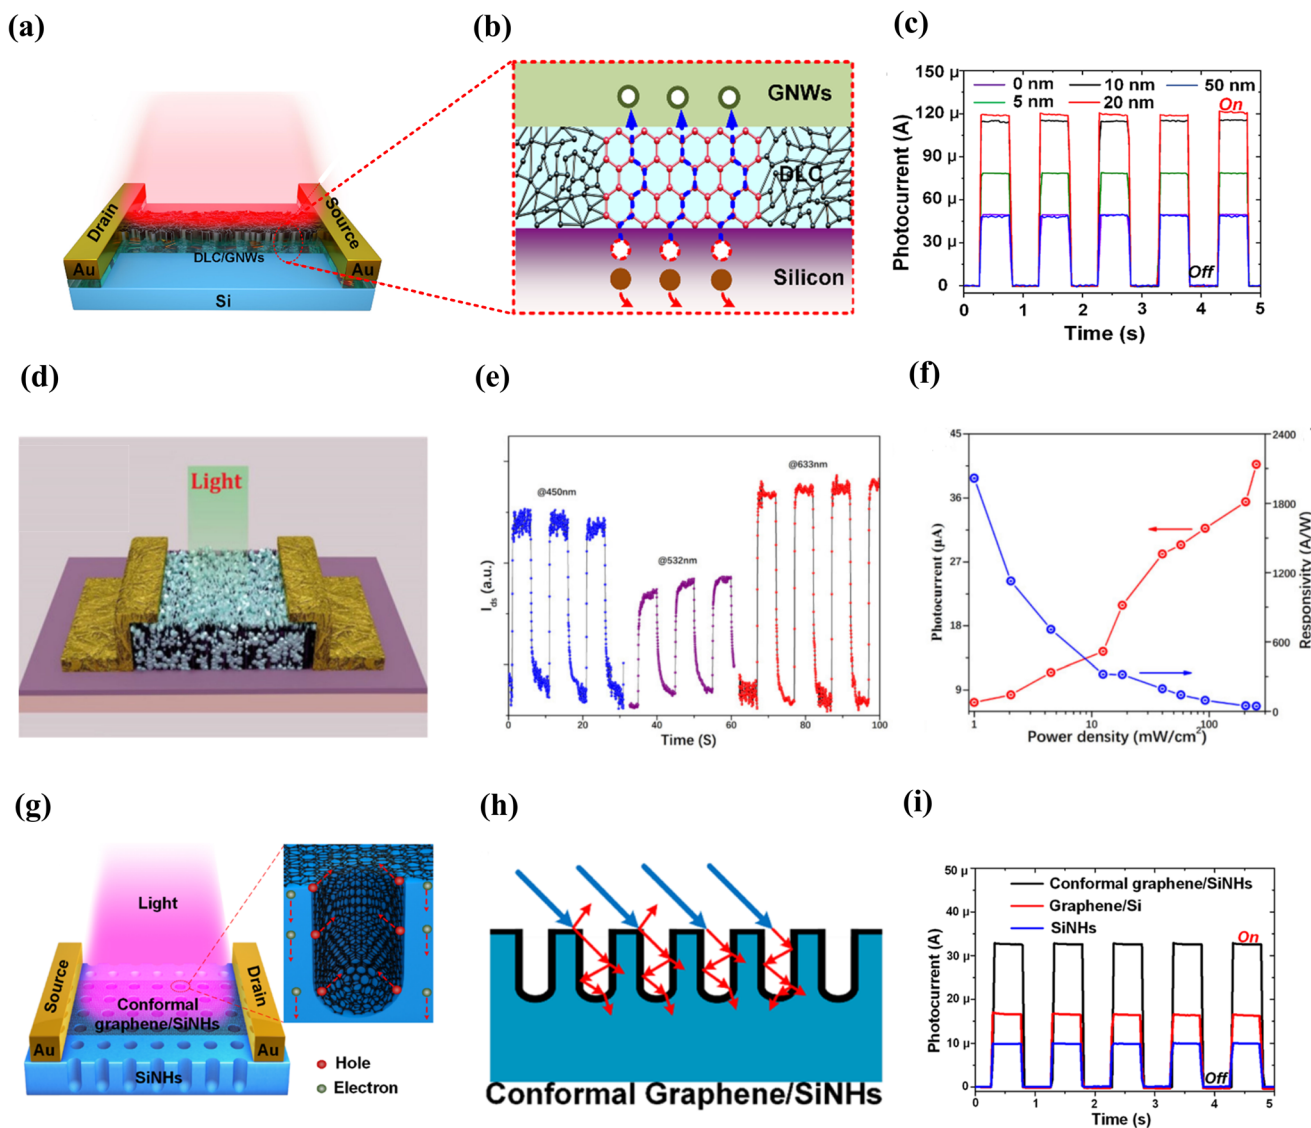 (a)
Drain
Source
Au
Au
DLC/GNWs
Si
(b)
GNWs
DLC
Silicon
(c)
150 μ
120 μ
90 μ
60 μ
30 μ
0
Photocurrent (A)
0 nm
10 nm
50 nm
5 nm
20 nm
On
Off
0
1
2
3
4
5
Time (s)
(d)
Light
(e)
@450nm
@532nm
@633nm
Ids (a.u.)
0
20
40
60
80
100
Time (S)
(f)
45
36
27
18
9
Photocurrent (μA)
2400
1800
1200
600
0
Responsivity (A/W)
1
10
100
Power density (mW/cm²)
(g)
Light
Source
Drain
Conformal
graphene/SiNHs
Au
Au
SiNHs
Hole
Electron
(h)
Conformal Graphene/SiNHs
(i)
50 μ
40 μ
30 μ
20 μ
10 μ
0
Photocurrent (A)
Conformal graphene/SiNHs
Graphene/Si
SiNHs
On
Off
0
1
2
3
4
5
Time (s)